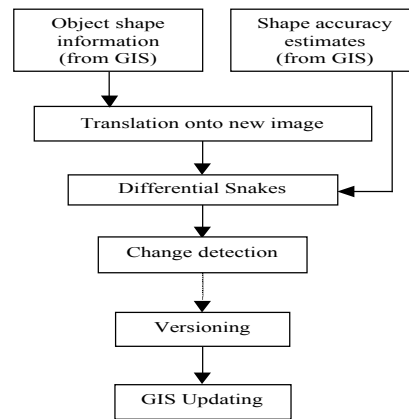 Object shape
information
(from GIS)
Shape accuracy
estimates
(from GIS)
Translation onto new image
Differential Snakes
Change detection
Versioning
GIS Updating